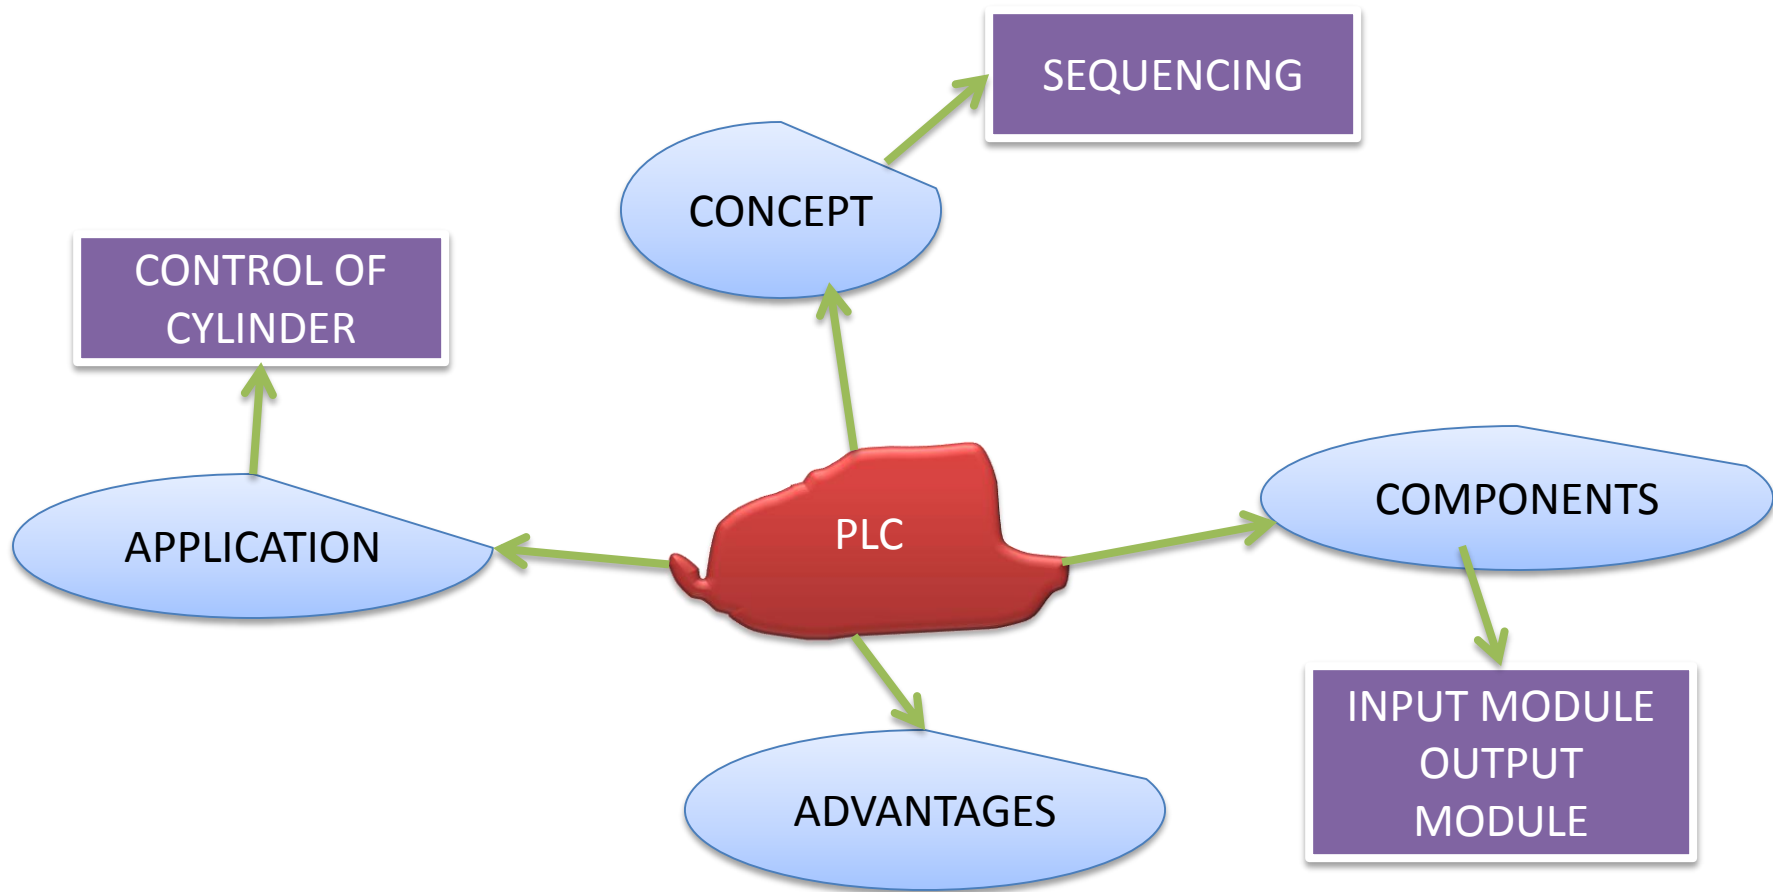 SEQUENCING
CONCEPT
CONTROL OF
CYLINDER
COMPONENTS
APPLICATION
PLC
INPUT MODULE
OUTPUT
MODULE
ADVANTAGES